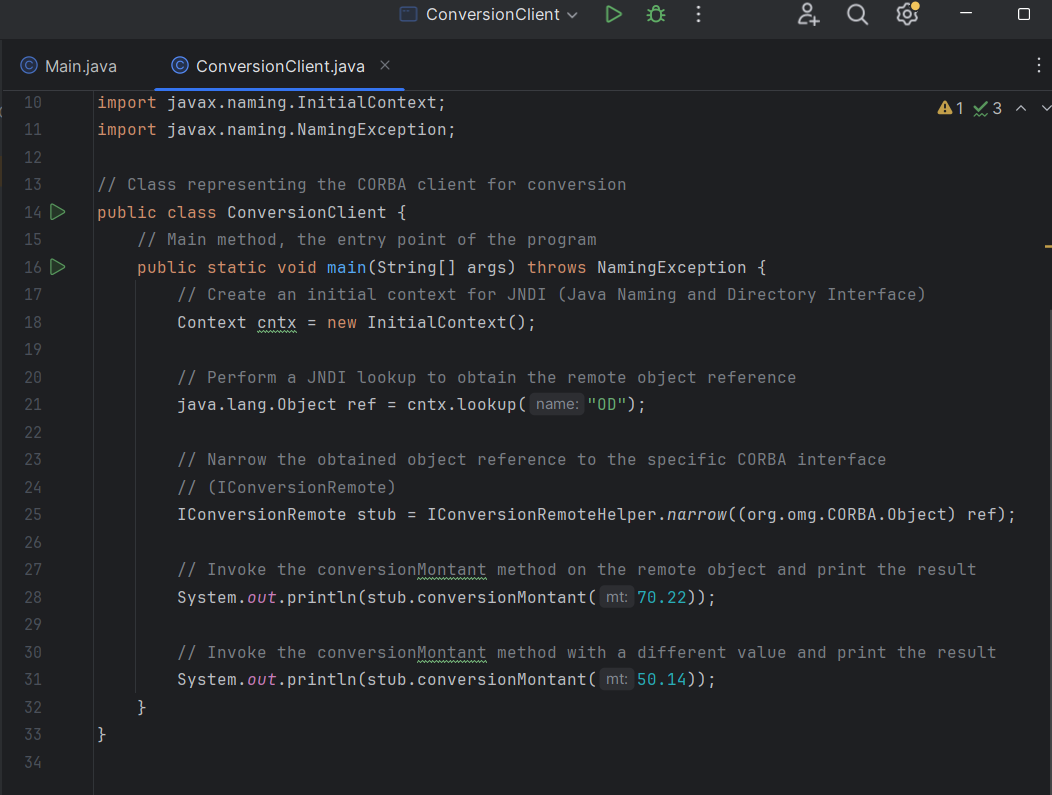 ConversionClient
Main.java
ConversionClient.java
1 3
10 import javax.naming.InitialContext;
11 import javax.naming.NamingException;
12
13 // Class representing the CORBA client for conversion
14 public class ConversionClient {
15 // Main method, the entry point of the program
16 public static void main(String[] args) throws NamingException {
17 // Create an initial context for JNDI (Java Naming and Directory Interface)
18 Context cntx = new InitialContext();
19
20 // Perform a JNDI lookup to obtain the remote object reference
21 java.lang.Object ref = cntx.lookup( name: "OD");
22
23 // Narrow the obtained object reference to the specific CORBA interface
24 // (IConversionRemote)
25 IConversionRemote stub = IConversionRemoteHelper.narrow((org.omg.CORBA.Object) ref);
26
27 // Invoke the conversionMontant method on the remote object and print the result
28 System.out.println(stub.conversionMontant( mt: 70.22));
29
30 // Invoke the conversionMontant method with a different value and print the result
31 System.out.println(stub.conversionMontant( mt: 50.14));
32 }
33 }
34